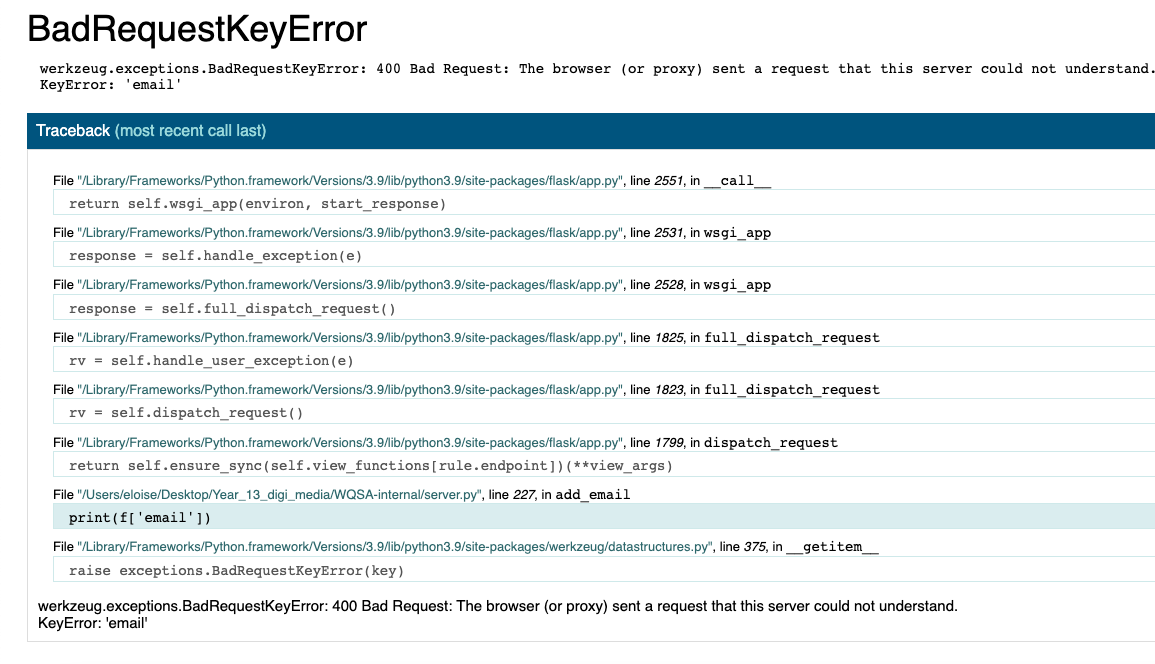 BadRequestKeyError
werkzeug.exceptions.BadRequestKeyError: 400 Bad Request: The browser (or proxy) sent a request that this server could not understand.
KeyError: 'email'
Traceback (most recent call last)
File "/Library/Frameworks/Python.framework/Versions/3.9/lib/python3.9/site-packages/flask/app.py", line 2551, in __call__
return self.wsgi_app(environ, start_response)
File "/Library/Frameworks/Python.framework/Versions/3.9/lib/python3.9/site-packages/flask/app.py", line 2531, in wsgi_app
response = self.handle_exception(e)
File "/Library/Frameworks/Python.framework/Versions/3.9/lib/python3.9/site-packages/flask/app.py", line 2528, in wsgi_app
response = self.full_dispatch_request()
File "/Library/Frameworks/Python.framework/Versions/3.9/lib/python3.9/site-packages/flask/app.py", line 1825, in full_dispatch_request
rv = self.handle_user_exception(e)
File "/Library/Frameworks/Python.framework/Versions/3.9/lib/python3.9/site-packages/flask/app.py", line 1823, in full_dispatch_request
rv = self.dispatch_request()
File "/Library/Frameworks/Python.framework/Versions/3.9/lib/python3.9/site-packages/flask/app.py", line 1799, in dispatch_request
return self.ensure_sync(self.view_functions[rule.endpoint])(**view_args)
File "/Users/eloise/Desktop/Year_13_digi_media/WQSA-internal/server.py", line 227, in add_email
print(f['email'])
File "/Library/Frameworks/Python.framework/Versions/3.9/lib/python3.9/site-packages/werkzeug/datastructures.py", line 375, in __getitem__
raise exceptions.BadRequestKeyError(key)
werkzeug.exceptions.BadRequestKeyError: 400 Bad Request: The browser (or proxy) sent a request that this server could not understand.
KeyError: 'email'